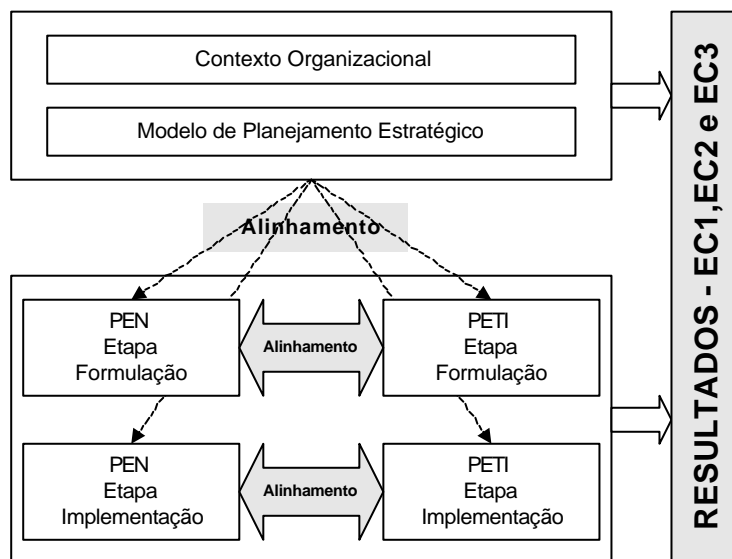 Contexto Organizacional
Modelo de Planejamento Estratégico
Alinhamento
PEN
Etapa
Formulação
Alinhamento
PETI
Etapa
Formulação
PEN
Etapa
Implementação
Alinhamento
PETI
Etapa
Implementação
RESULTADOS - EC1,EC2 e EC3